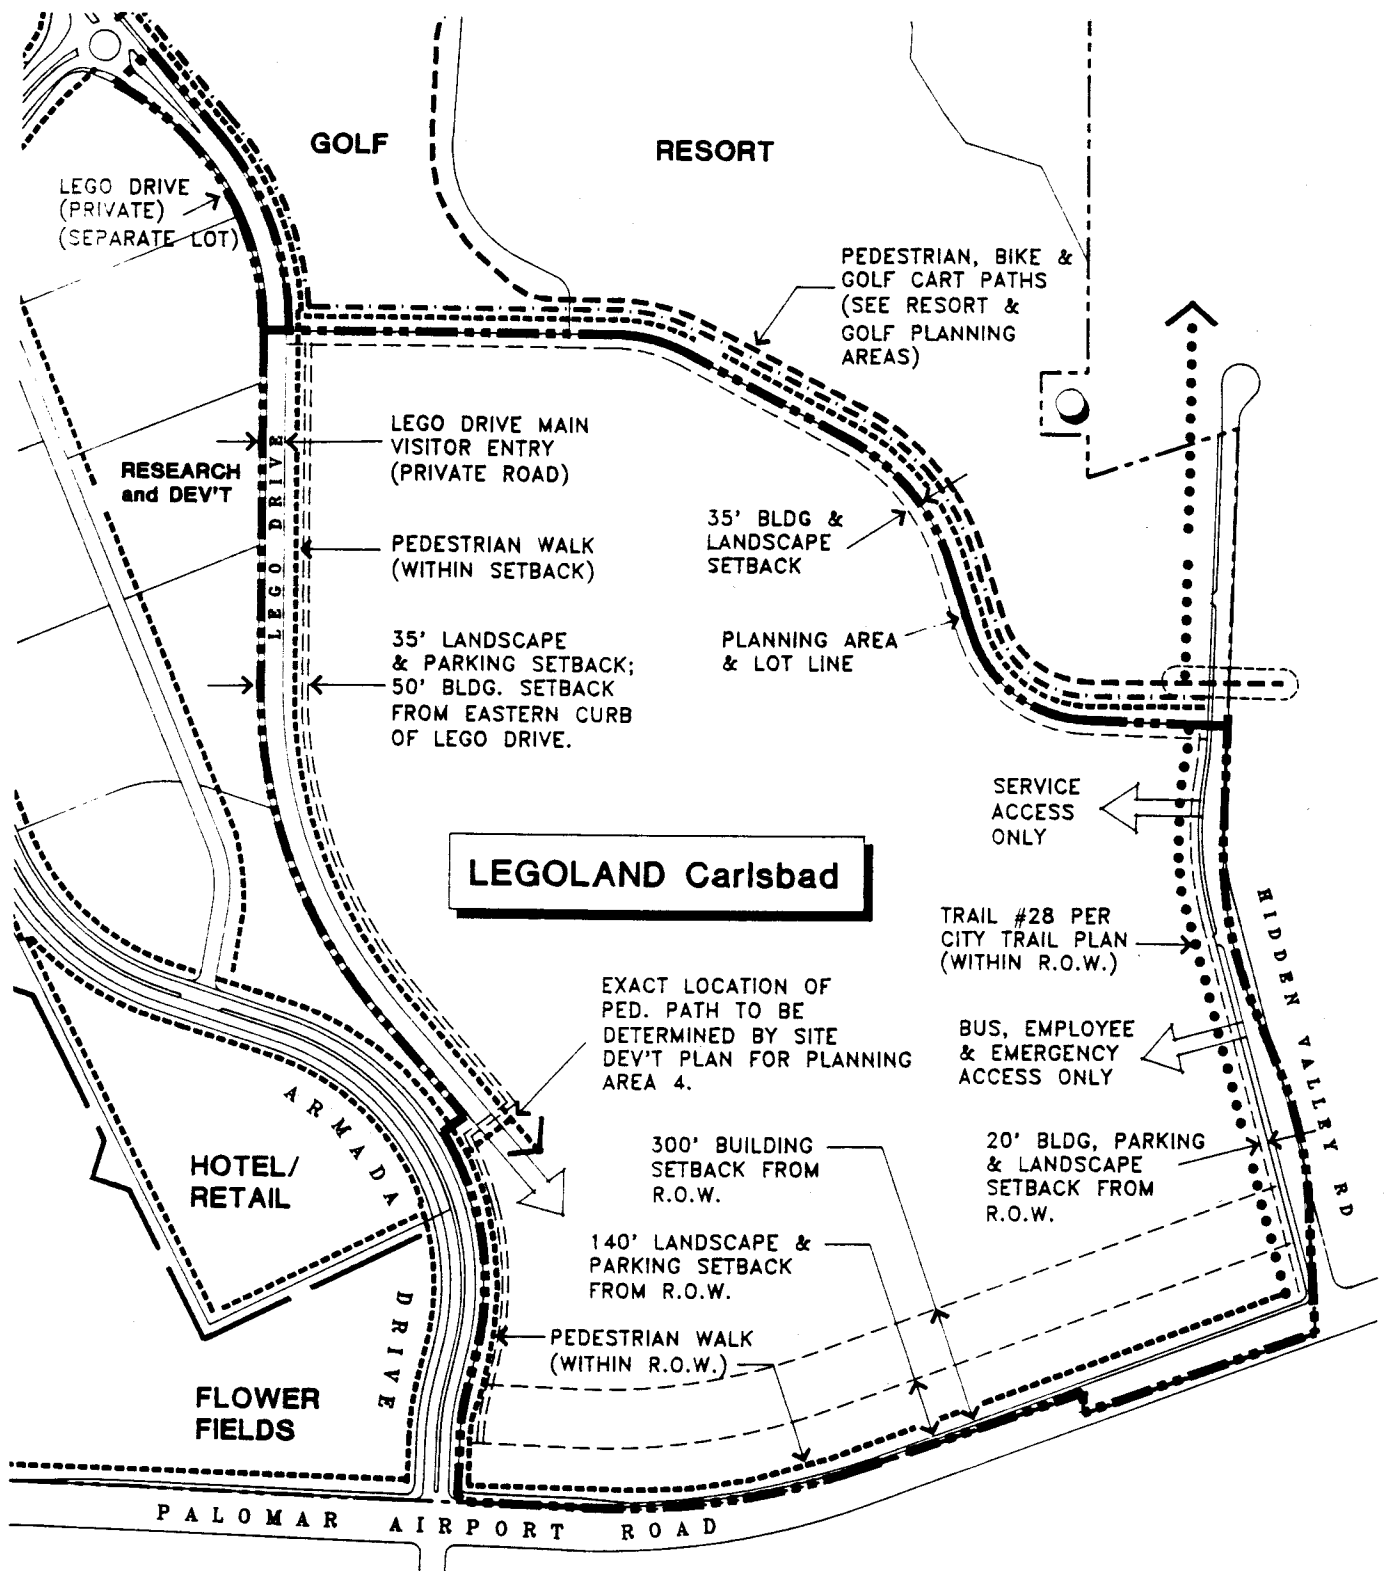 GOLF
RESORT
LEGO DRIVE
(PRIVATE)
(SEPARATE LOT)
PEDESTRIAN, BIKE &
GOLF CART PATHS
(SEE RESORT &
GOLF PLANNING
AREAS)
LEGO DRIVE MAIN
VISITOR ENTRY
(PRIVATE ROAD)
RESEARCH
and DEV'T
LEGO DRIVE
35' BLDG &
LANDSCAPE
SETBACK
PEDESTRIAN WALK
(WITHIN SETBACK)
35' LANDSCAPE
& PARKING SETBACK;
50' BLDG. SETBACK
FROM EASTERN CURB
OF LEGO DRIVE.
PLANNING AREA
& LOT LINE
SERVICE
ACCESS
ONLY
LEGOLAND Carlsbad
TRAIL #28 PER
CITY TRAIL PLAN
(WITHIN R.O.W.)
HIDDEN VALLEY RD
EXACT LOCATION OF
PED. PATH TO BE
DETERMINED BY SITE
DEV'T PLAN FOR PLANNING
AREA 4.
BUS, EMPLOYEE
& EMERGENCY
ACCESS ONLY
ARMADA DRIVE
HOTEL/
RETAIL
300' BUILDING
SETBACK FROM
R.O.W.
20' BLDG, PARKING
& LANDSCAPE
SETBACK FROM
R.O.W.
140' LANDSCAPE &
PARKING SETBACK
FROM R.O.W.
PEDESTRIAN WALK
(WITHIN R.O.W.)
FLOWER
FIELDS
PALOMAR AIRPORT ROAD